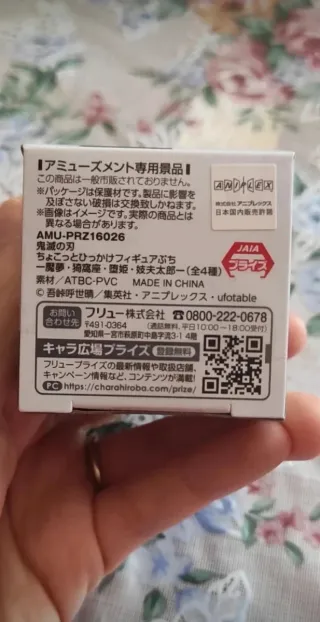 アミューズメント専用景品
この商品は一般市販されておりません。
※パッケージは保護材です。製品に影響を
及ぼさない破損は交換致しかねます。
※画像はイメージです。実際の商品とは
異なる場合があります。
AMU-PRZ16026
鬼滅の刃
ちょこっとひっかけフィギュアぷち
ー魘夢・猗窩座・堕姫・妓夫太郎ー(全4種)
素材/ATBC-PVC MADE IN CHINA
© 吾峠呼世晴/集英社・アニプレックス・ufotable
ANIPLEX
株式会社 アニプレックス
日本国内販売許諾
JAIA
プライズ
お問い合わせ先
フリュー株式会社 ☎0800-222-0678
〒491-0364 (通話無料、平日10:00〜18:00受付)
愛知県一宮市萩原町中島字流3-1 4階
キャラ広場プライズ 登録無料
フリュープライズの最新情報や取扱店舗、
キャンペーン情報など、コンテンツが満載!
PC https://charahiroba.com/prize/